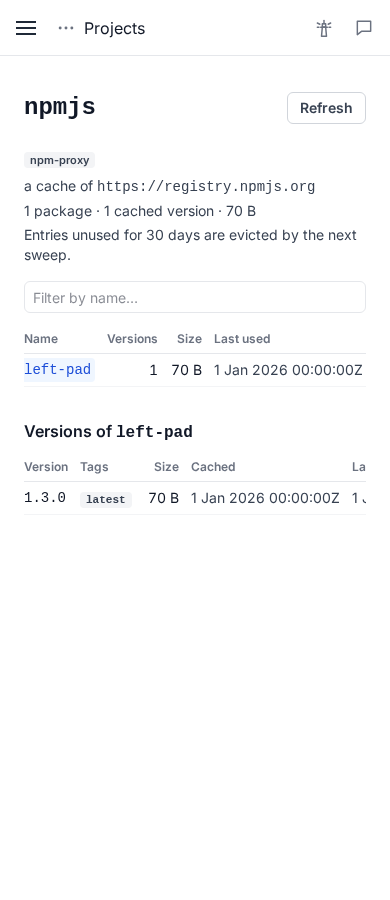 Projects
npmjs
Refresh
npm-proxy
a cache of https://registry.npmjs.org
1 package · 1 cached version · 70 B
Entries unused for 30 days are evicted by the next
sweep.
Filter by name...
Name Versions Size Last used
left-pad 1 70 B 1 Jan 2026 00:00:00Z
Versions of left-pad
Version Tags Size Cached La
1.3.0 latest 70 B 1 Jan 2026 00:00:00Z 1